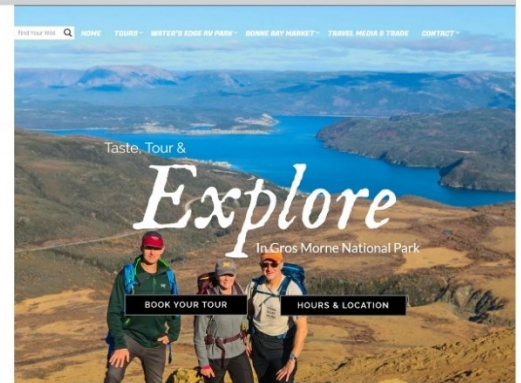 Find Your Wild HOME TOURS WATER'S EDGE RV PARK BONNE BAY MARKET TRAVEL MEDIA & TRADE CONTACT
Taste, Tour &
Explore
In Gros Morne National Park
BOOK YOUR TOUR HOURS & LOCATION